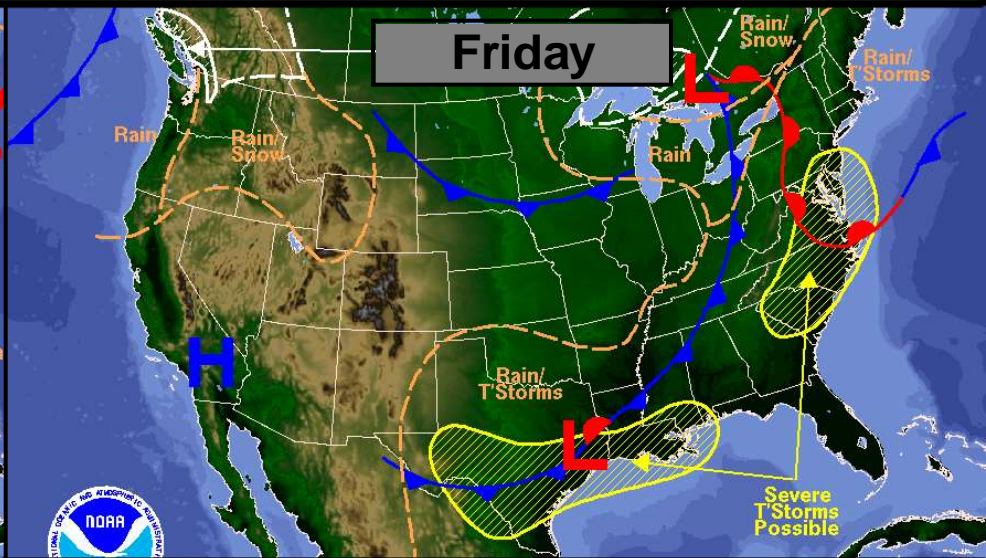 Friday
Rain/
Snow
Rain/
T'Storms
L
Rain
Rain/
Snow
Rain
H
Rain/
T'Storms
L
Severe
T'Storms
Possible
NOAA